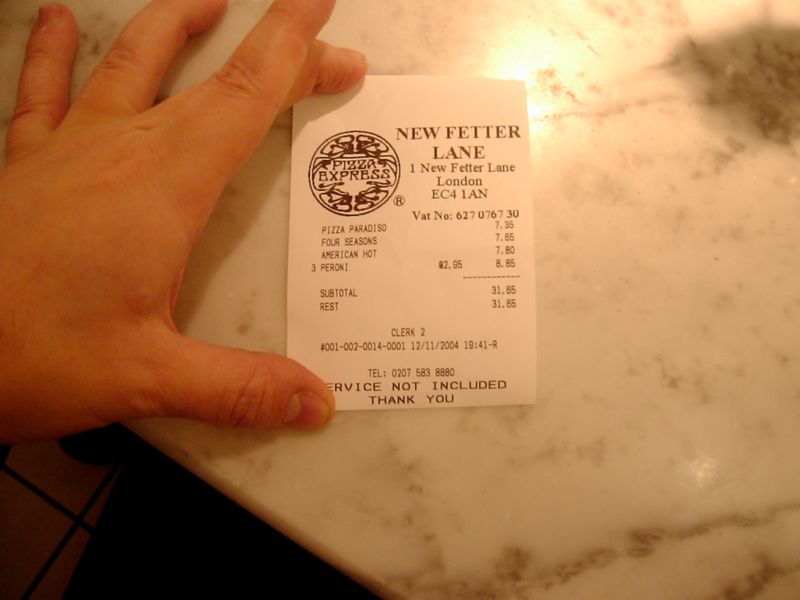 NEW FETTER
LANE
PIZZA
EXPRESS
®
1 New Fetter Lane
London
EC4 1AN
Vat No: 627 0767 30
PIZZA PARADISO 7.35
FOUR SEASONS 7.65
AMERICAN HOT 7.80
3 PERONI @2.95 8.85
SUBTOTAL 31.65
REST 31.65
CLERK 2
#001-002-0014-0001 12/11/2004 19:41-R
TEL: 0207 583 8880
ERVICE NOT INCLUDED
THANK YOU